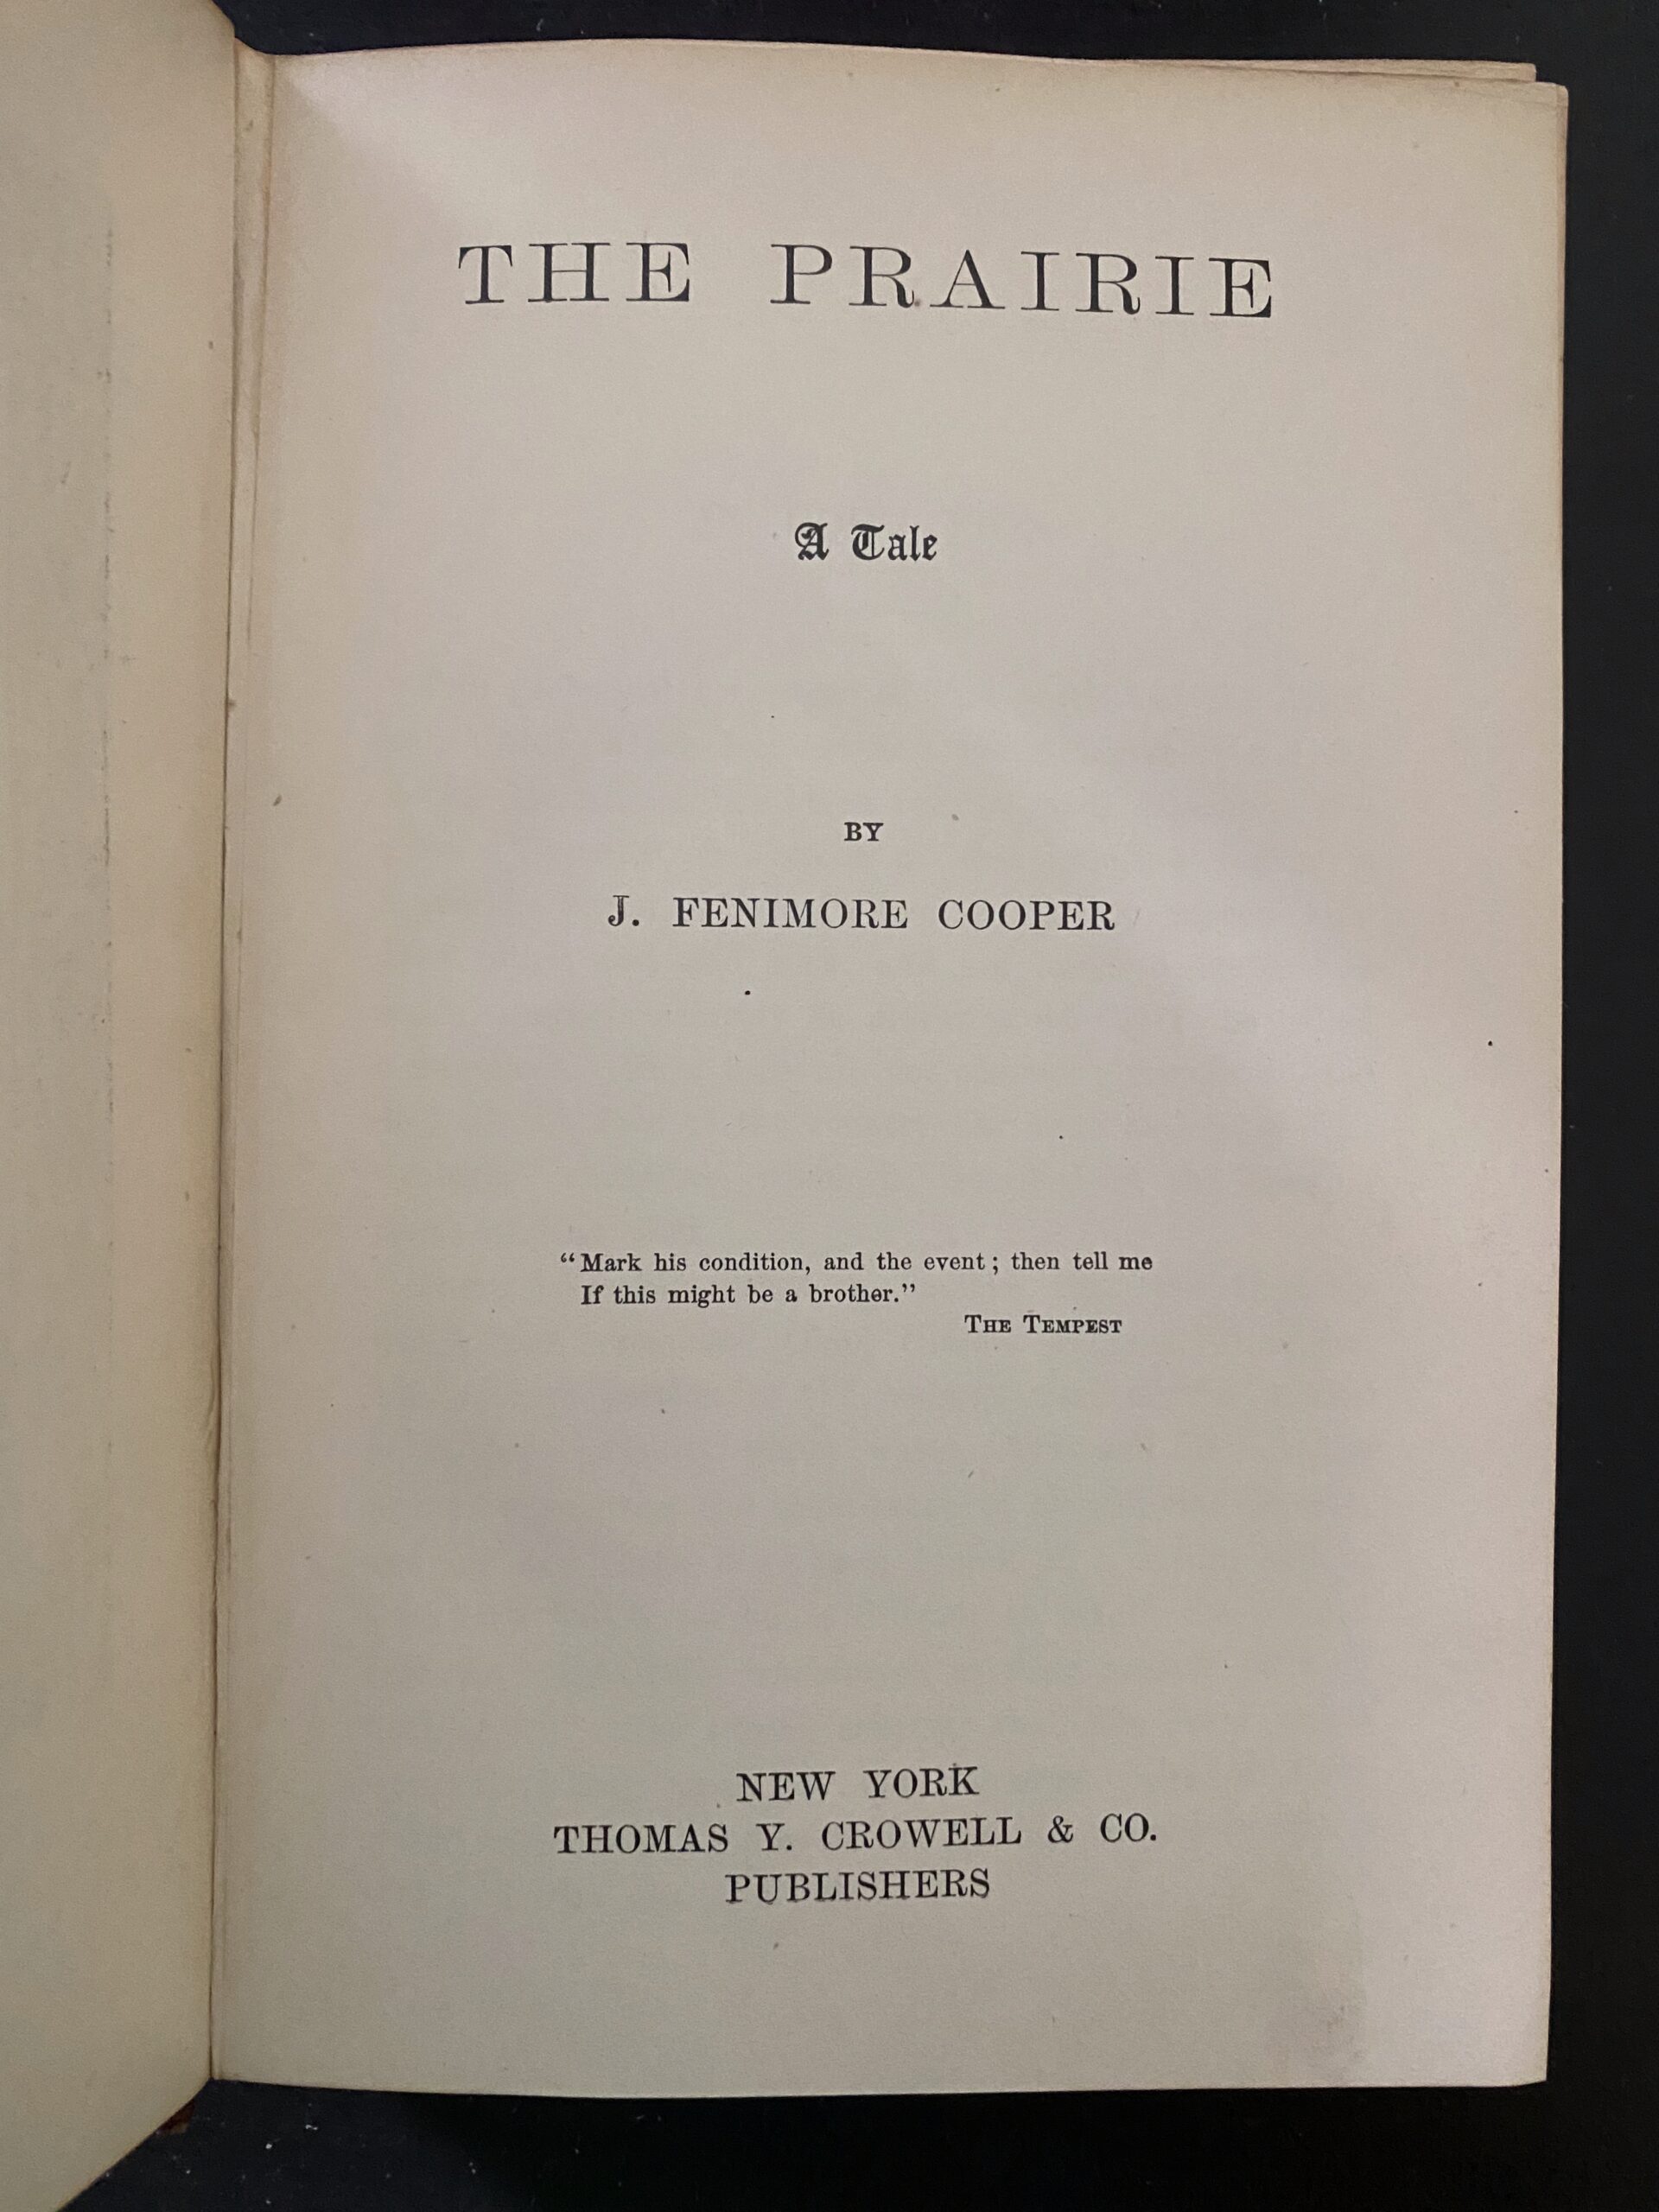 THE PRAIRIE
A Tale
BY
J. FENIMORE COOPER
“Mark his condition, and the event ; then tell me
If this might be a brother.”
THE TEMPEST
NEW YORK
THOMAS Y. CROWELL & CO.
PUBLISHERS